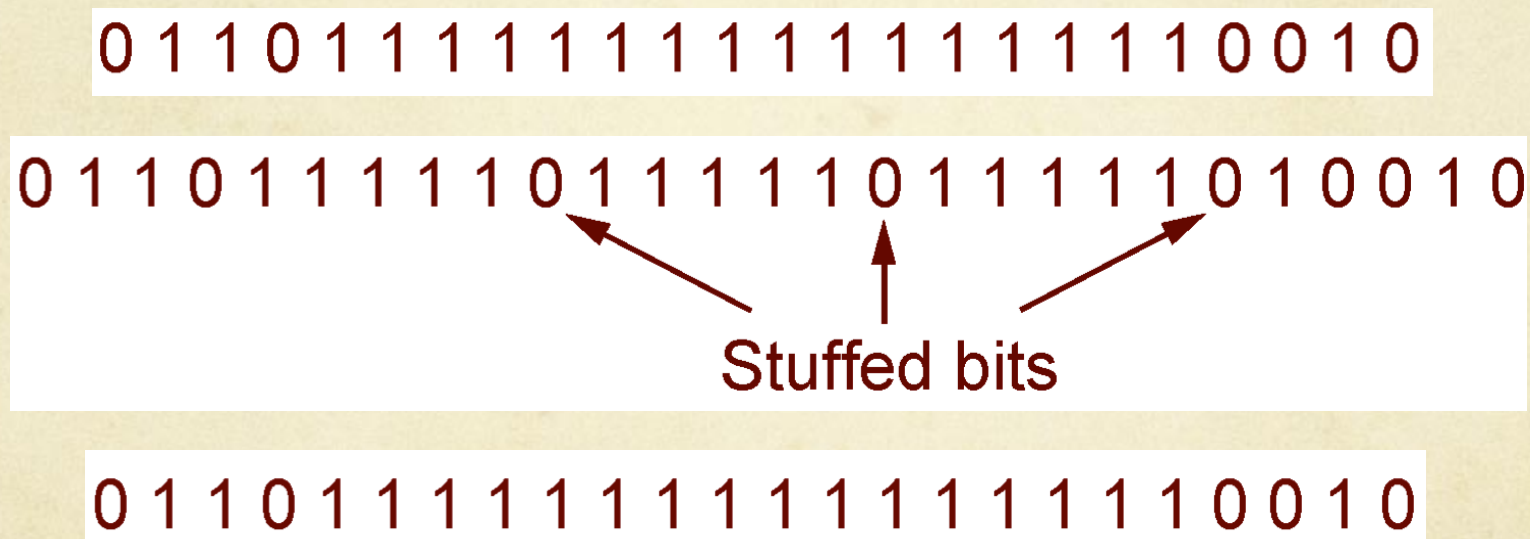 0 1 1 0 1 1 1 1 1 1 1 1 1 1 1 1 1 1 1 1 0 0 1 0
0 1 1 0 1 1 1 1 1 0 1 1 1 1 1 0 1 1 1 1 1 0 1 0 0 1 0
Stuffed bits
0 1 1 0 1 1 1 1 1 1 1 1 1 1 1 1 1 1 1 1 0 0 1 0